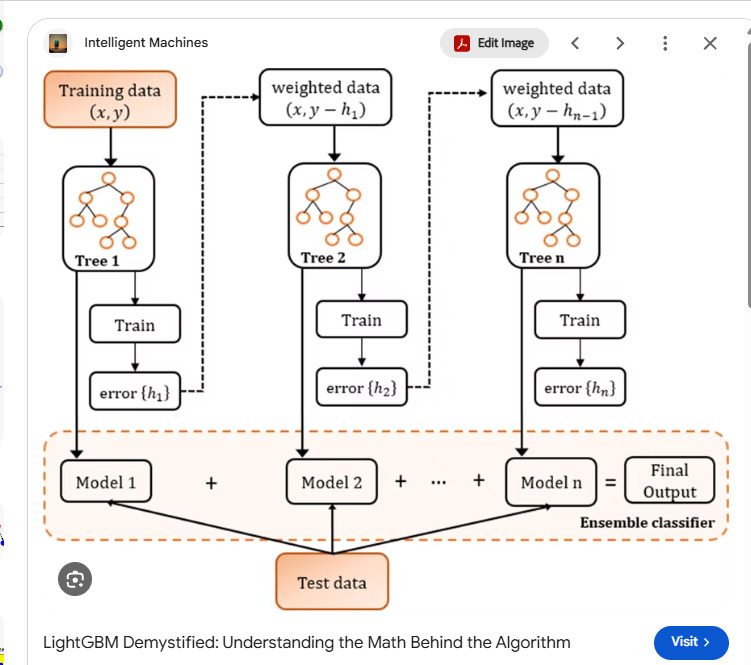 Intelligent Machines
Edit Image
Training data
(x, y)
weighted data
(x, y − h₁)
weighted data
(x, y − hₙ₋₁)
Tree 1
Tree 2
Tree n
Train
Train
Train
error {h₁}
error {h₂}
error {hₙ}
Model 1
+
Model 2
+
...
+
Model n
=
Final
Output
Ensemble classifier
Test data
LightGBM Demystified: Understanding the Math Behind the Algorithm
Visit